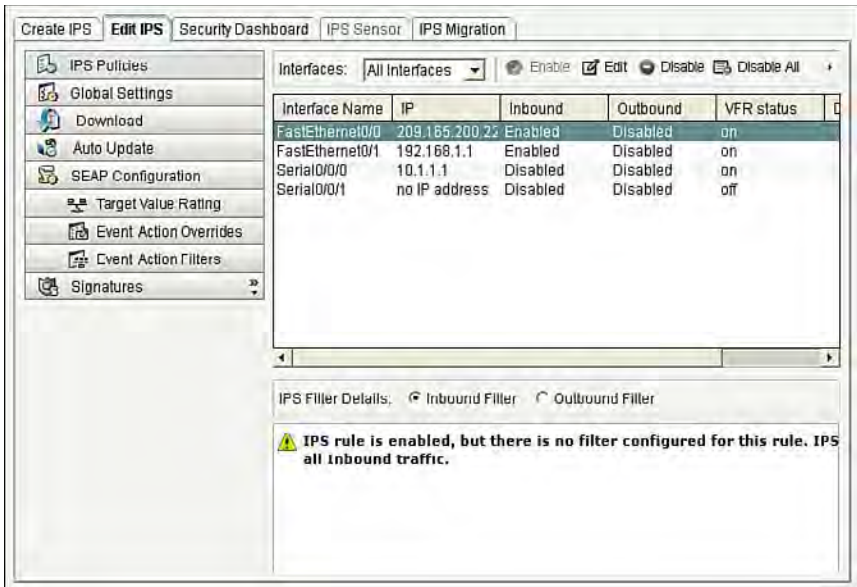 Create IPS Edit IPS Security Dashboard IPS Sensor IPS Migration
IPS Policies
Global Settings
Download
Auto Update
SEAP Configuration
Target Value Rating
Event Action Overrides
Event Action Filters
Signatures »
Interfaces: All Interfaces Enable Edit Disable Disable All
Interface Name IP Inbound Outbound VFR status
FastEthernet0/0 209.165.200.22 Enabled Disabled on
FastEthernet0/1 192.168.1.1 Enabled Disabled on
Serial0/0/0 10.1.1.1 Disabled Disabled on
Serial0/0/1 no IP address Disabled Disabled off
IPS Filter Details: Inbound Filter Outbound Filter
IPS rule is enabled, but there is no filter configured for this rule. IPS
all Inbound traffic.